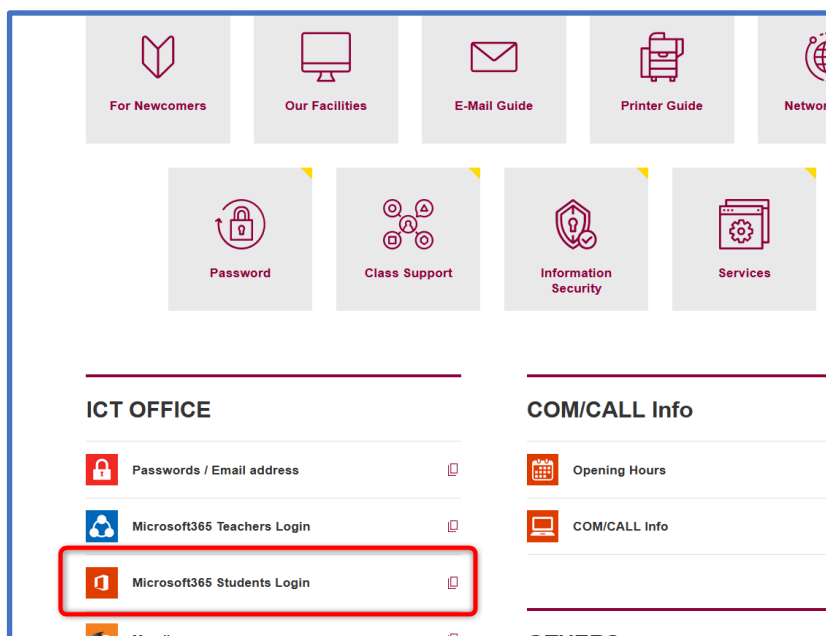 For Newcomers
Our Facilities
E-Mail Guide
Printer Guide
Password
Class Support
Information
Security
Services
ICT OFFICE
Passwords / Email address
Microsoft365 Teachers Login
Microsoft365 Students Login
COM/CALL Info
Opening Hours
COM/CALL Info